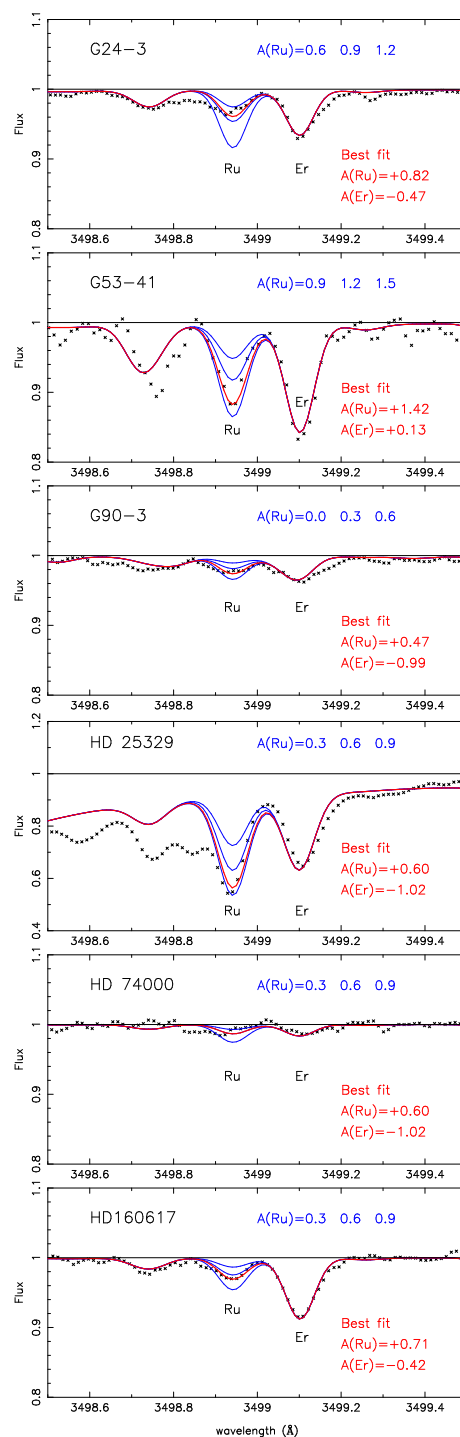 1.1
G24-3 A(Ru)=0.6 0.9 1.2
1
Flux
0.9
Ru Er
Best fit
A(Ru)=+0.82
A(Er)=−0.47
0.8
3498.6 3498.8 3499 3499.2 3499.4
1.1
G53-41 A(Ru)=0.9 1.2 1.5
1
Flux
0.9
Ru Er
Best fit
A(Ru)=+1.42
A(Er)=+0.13
0.8
3498.6 3498.8 3499 3499.2 3499.4
1.1
G90-3 A(Ru)=0.0 0.3 0.6
1
Flux
0.9
Ru Er
Best fit
A(Ru)=+0.47
A(Er)=−0.99
0.8
3498.6 3498.8 3499 3499.2 3499.4
1.2
HD 25329 A(Ru)=0.3 0.6 0.9
1
Flux
0.8
0.6
Ru Er
Best fit
A(Ru)=+0.60
A(Er)=−1.02
0.4
3498.6 3498.8 3499 3499.2 3499.4
1.1
HD 74000 A(Ru)=0.3 0.6 0.9
1
Flux
0.9
Ru Er
Best fit
A(Ru)=+0.60
A(Er)=−1.02
0.8
3498.6 3498.8 3499 3499.2 3499.4
1.1
HD160617 A(Ru)=0.3 0.6 0.9
1
Flux
0.9
Ru Er
Best fit
A(Ru)=+0.71
A(Er)=−0.42
0.8
3498.6 3498.8 3499 3499.2 3499.4
wavelength (Å)